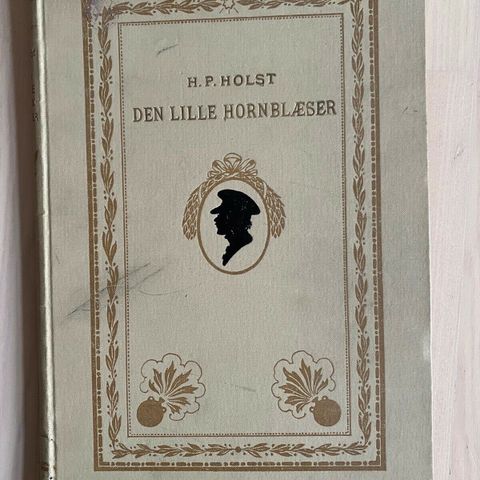 H. P. HOLST
DEN LILLE HORNBLÆSER